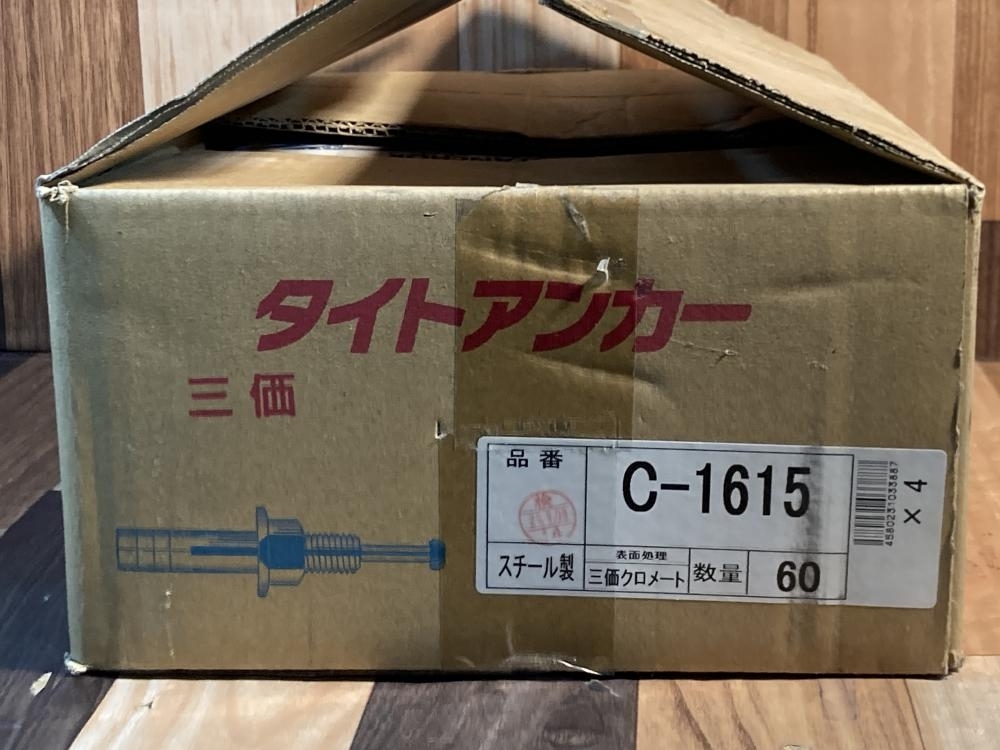 タイトアンカー
三価
品番
C-1615
スチール製
表面処理
三価クロメート
数量
60
4580231033887
×4